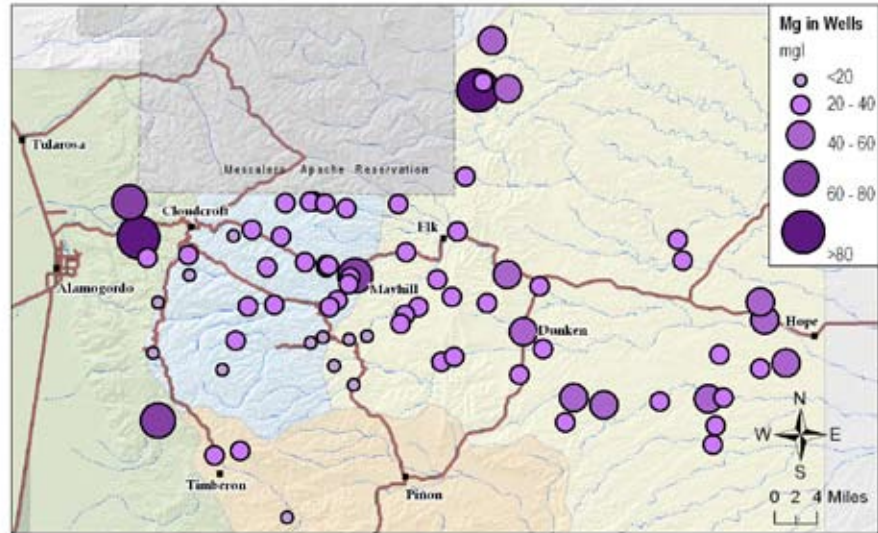 Mg in Wells
mgl
<20
20 - 40
40 - 60
60 - 80
>80
Tularosa
Mescalero Apache Reservation
Cloudcroft
Elk
Alamogordo
Mayhill
Dunken
Hope
Timberon
Piñon
N
W E
S
0 2 4 Miles